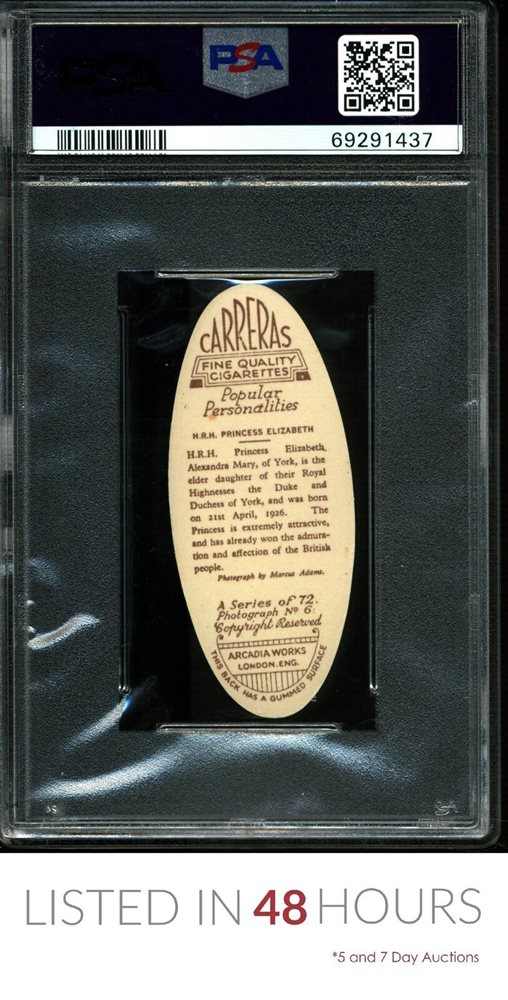 PSA
PSA
69291437
CARRERAS
FINE QUALITY
CIGARETTES
Popular
Personalities
H.R.H. PRINCESS ELIZABETH
H.R.H. Princess Elizabeth,
Alexandra Mary, of York, is the
elder daughter of their Royal
Highnesses the Duke and
Duchess of York, and was born
on 21st April, 1926. The
Princess is extremely attractive,
and has already won the admira-
tion and affection of the British
people.
Photograph by Marcus Adams.
A Series of 72.
Photograph Nº 6.
Copyright Reserved
ARCADIA WORKS
LONDON.ENG.
THIS BACK HAS A GUMMED SURFACE
LISTED IN 48 HOURS
*5 and 7 Day Auctions